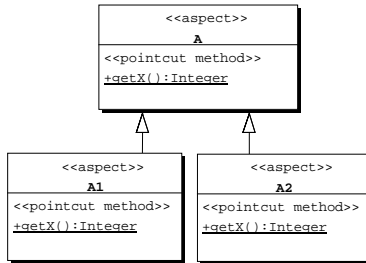 <<aspect>>
A
<<pointcut method>>
+getX():Integer
<<aspect>>
A1
<<pointcut method>>
+getX():Integer
<<aspect>>
A2
<<pointcut method>>
+getX():Integer